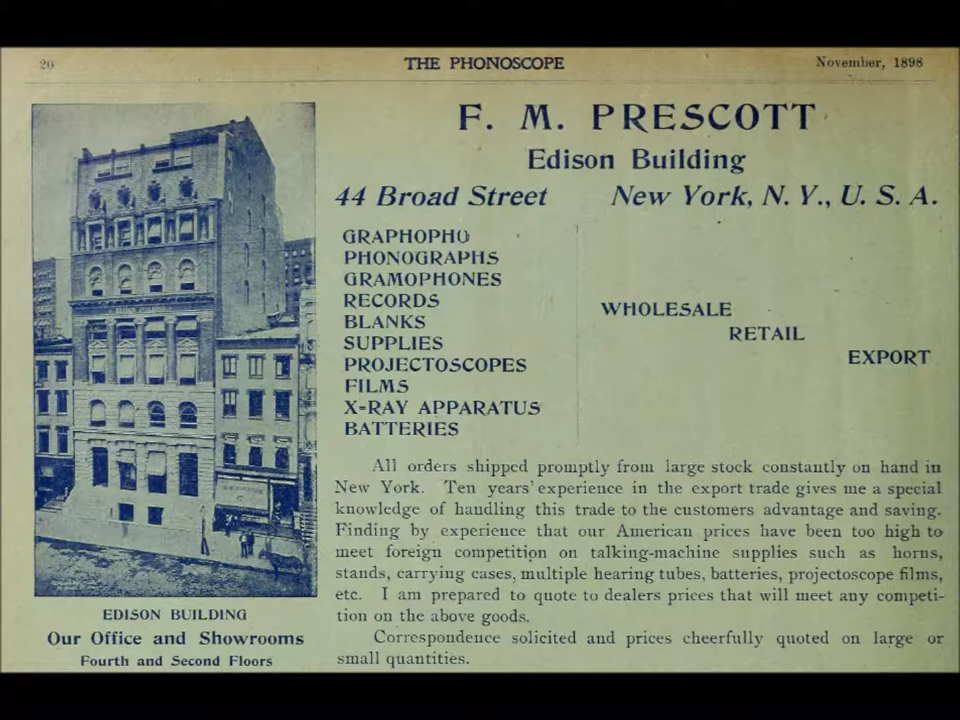 20
THE PHONOSCOPE
November, 1898
F. M. PRESCOTT
Edison Building
44 Broad Street New York, N. Y., U. S. A.
GRAPHOPHO
PHONOGRAPHS
GRAMOPHONES
RECORDS
BLANKS
SUPPLIES
PROJECTOSCOPES
FILMS
X-RAY APPARATUS
BATTERIES
WHOLESALE
RETAIL
EXPORT
All orders shipped promptly from large stock constantly on hand in
New York. Ten years' experience in the export trade gives me a special
knowledge of handling this trade to the customers advantage and saving.
Finding by experience that our American prices have been too high to
meet foreign competition on talking-machine supplies such as horns,
stands, carrying cases, multiple hearing tubes, batteries, projectoscope films,
etc. I am prepared to quote to dealers prices that will meet any competi-
tion on the above goods.
Correspondence solicited and prices cheerfully quoted on large or
small quantities.
EDISON BUILDING
Our Office and Showrooms
Fourth and Second Floors